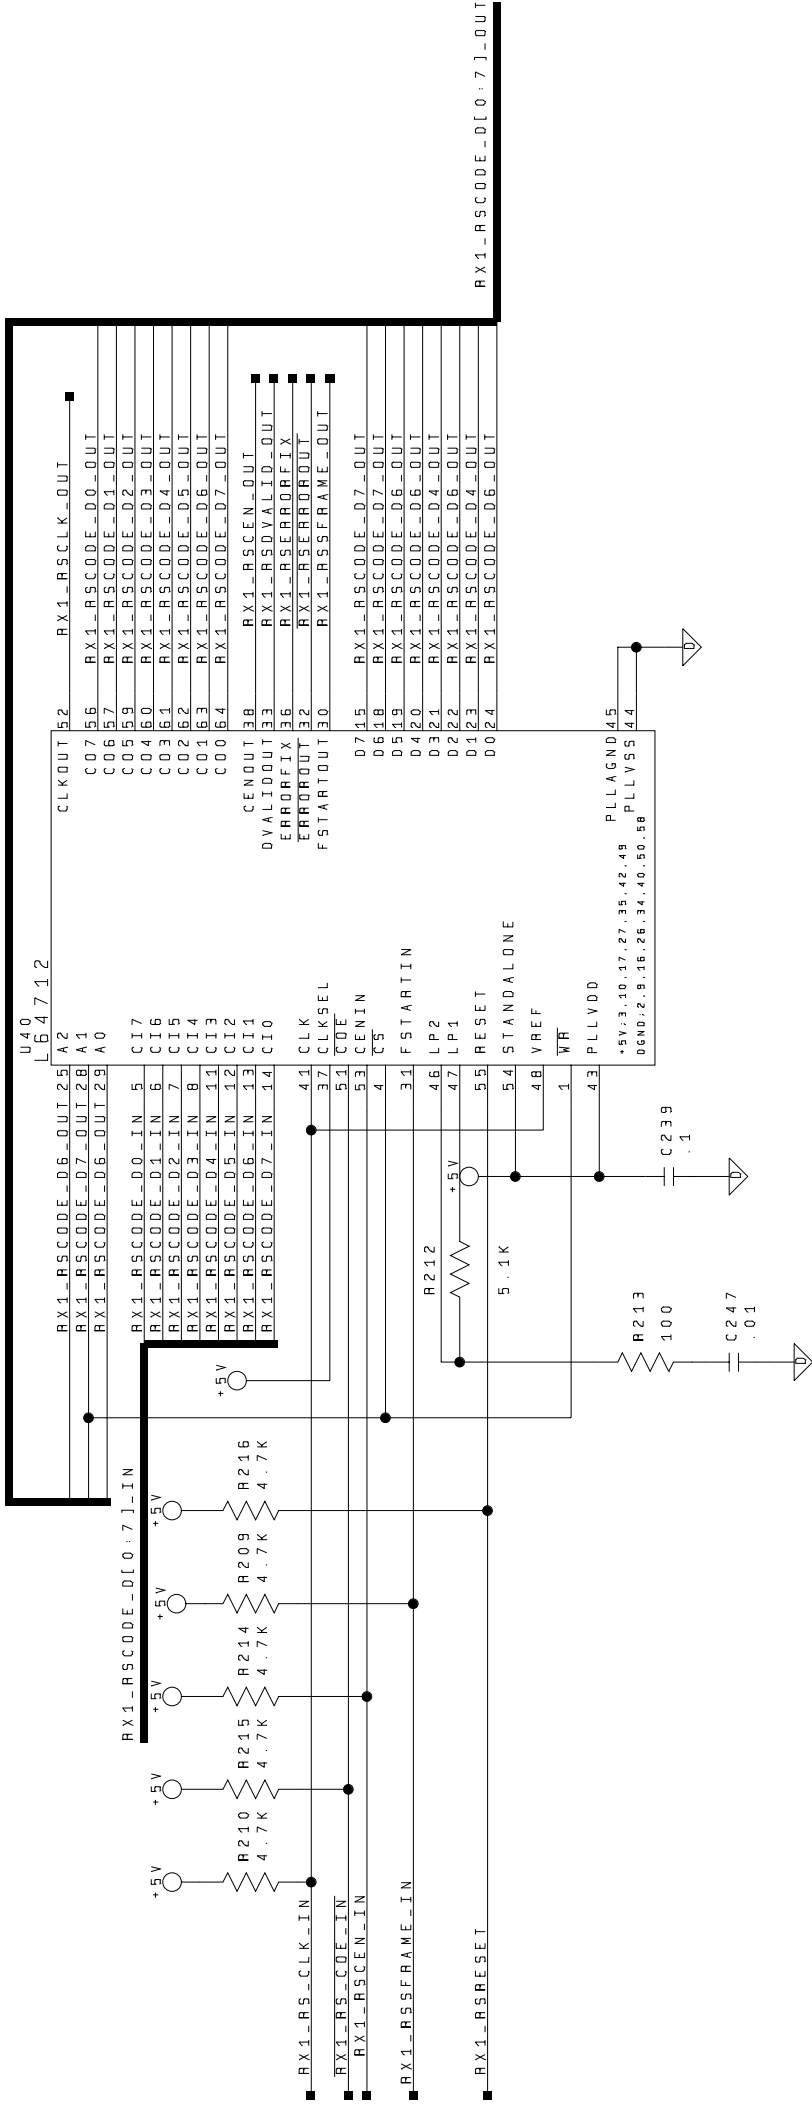 RX1_RSCODE_D[0:7]_OUT
U40
L64712
RX1_RSCODE_D6_OUT 25 A2
RX1_RSCODE_D7_OUT 28 A1
RX1_RSCODE_D6_OUT 29 A0
RX1_RSCODE_D0_IN 5 CI7
RX1_RSCODE_D1_IN 6 CI6
RX1_RSCODE_D2_IN 7 CI5
RX1_RSCODE_D3_IN 8 CI4
RX1_RSCODE_D4_IN 11 CI3
RX1_RSCODE_D5_IN 12 CI2
RX1_RSCODE_D6_IN 13 CI1
RX1_RSCODE_D7_IN 14 CI0
41 CLK
37 CLKSEL
51 COE
53 CENIN
4 CS
31 FSTARTIN
46 LP2
47 LP1
55 RESET
54 STANDALONE
48 VREF
1 WR
43 PLLVDD
CLKOUT 52 RX1_RSCLK_OUT
CO7 56 RX1_RSCODE_D0_OUT
CO6 57 RX1_RSCODE_D1_OUT
CO5 59 RX1_RSCODE_D2_OUT
CO4 60 RX1_RSCODE_D3_OUT
CO3 61 RX1_RSCODE_D4_OUT
CO2 62 RX1_RSCODE_D5_OUT
CO1 63 RX1_RSCODE_D6_OUT
CO0 64 RX1_RSCODE_D7_OUT
CENOUT 38 RX1_RSCEN_OUT
DVALIDOUT 33 RX1_RSDVALID_OUT
ERRORFIX 36 RX1_RSERRORFIX
ERROROUT 32 RX1_RSERROROUT
FSTARTOUT 30 RX1_RSSFRAME_OUT
D7 15 RX1_RSCODE_D7_OUT
D6 18 RX1_RSCODE_D7_OUT
D5 19 RX1_RSCODE_D6_OUT
D4 20 RX1_RSCODE_D6_OUT
D3 21 RX1_RSCODE_D4_OUT
D2 22 RX1_RSCODE_D6_OUT
D1 23 RX1_RSCODE_D4_OUT
D0 24 RX1_RSCODE_D6_OUT
PLLAGND 45
PLLVSS 44
+5V;3,10,17,27,35,42,49
DGND;2,9,16,26,34,40,50,58
D
+5V
C239
.1
D
R212
5.1K
R213
100
C247
.01
D
+5V
RX1_RSCODE_D[0:7]_IN
+5V
R216
4.7K
+5V
R209
4.7K
+5V
R214
4.7K
+5V
R215
4.7K
+5V
R210
4.7K
RX1_RS_CLK_IN
RX1_RS_COE_IN
RX1_RSCEN_IN
RX1_RSSFRAME_IN
RX1_RSRESET